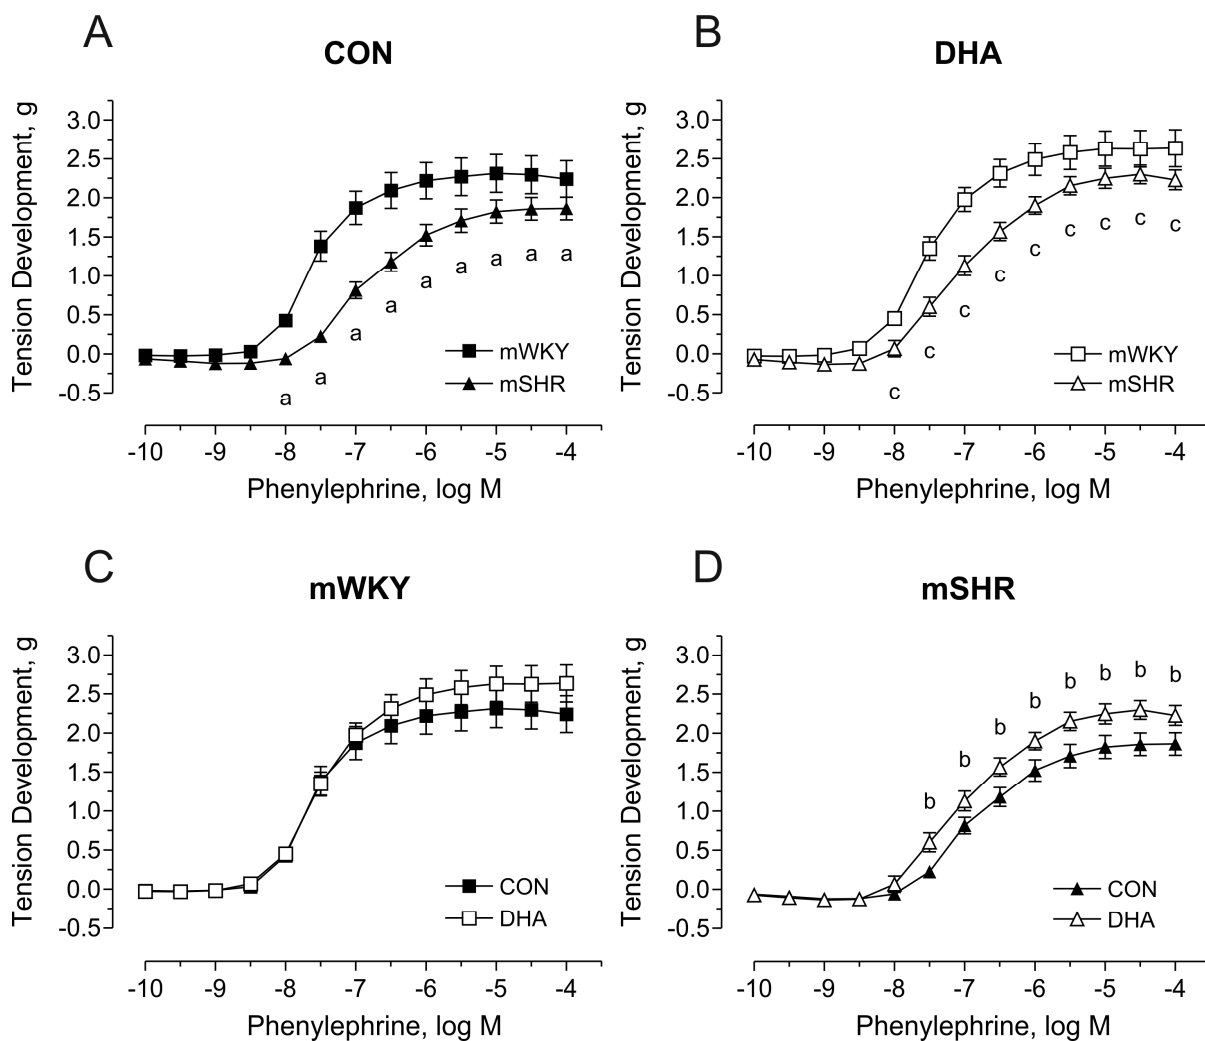 A
CON
Tension Development, g
3.0
2.5
2.0
1.5
1.0
0.5
0.0
-0.5
a a a a a a a a a
mWKY
mSHR
-10 -9 -8 -7 -6 -5 -4
Phenylephrine, log M
B
DHA
Tension Development, g
3.0
2.5
2.0
1.5
1.0
0.5
0.0
-0.5
c c c c c c c c c
mWKY
mSHR
-10 -9 -8 -7 -6 -5 -4
Phenylephrine, log M
C
mWKY
Tension Development, g
3.0
2.5
2.0
1.5
1.0
0.5
0.0
-0.5
CON
DHA
-10 -9 -8 -7 -6 -5 -4
Phenylephrine, log M
D
mSHR
Tension Development, g
3.0
2.5
2.0
1.5
1.0
0.5
0.0
-0.5
b b b b b b b b
CON
DHA
-10 -9 -8 -7 -6 -5 -4
Phenylephrine, log M